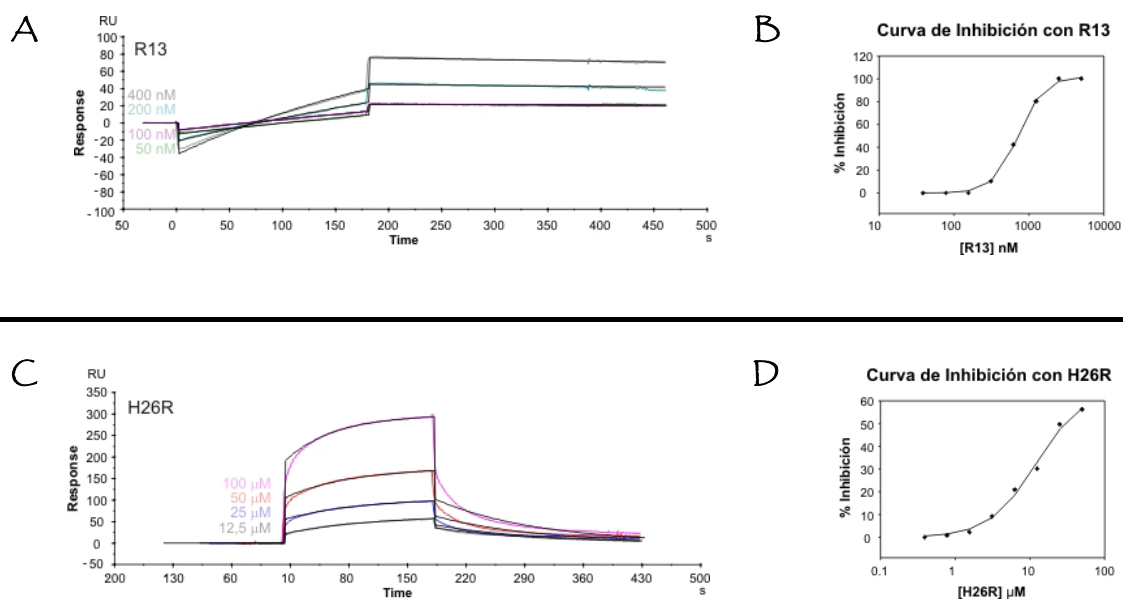 A
RU
R13
100
80
60
40
20
0
-20
-40
-60
-80
-100
400 nM
200 nM
100 nM
50 nM
Response
50 0 50 100 150 200 250 300 350 400 450 500
Time
s
B
Curva de Inhibición con R13
120
100
80
60
40
20
0
% Inhibición
10 100 1000 10000
[R13] nM
C
RU
H26R
350
300
250
200
150
100
50
0
-50
100 µM
50 µM
25 µM
12,5 µM
Response
200 130 60 10 80 150 220 290 360 430 500
Time
s
D
Curva de Inhibición con H26R
60
50
40
30
20
10
0
% Inhibición
0.1 1 10 100
[H26R] µM